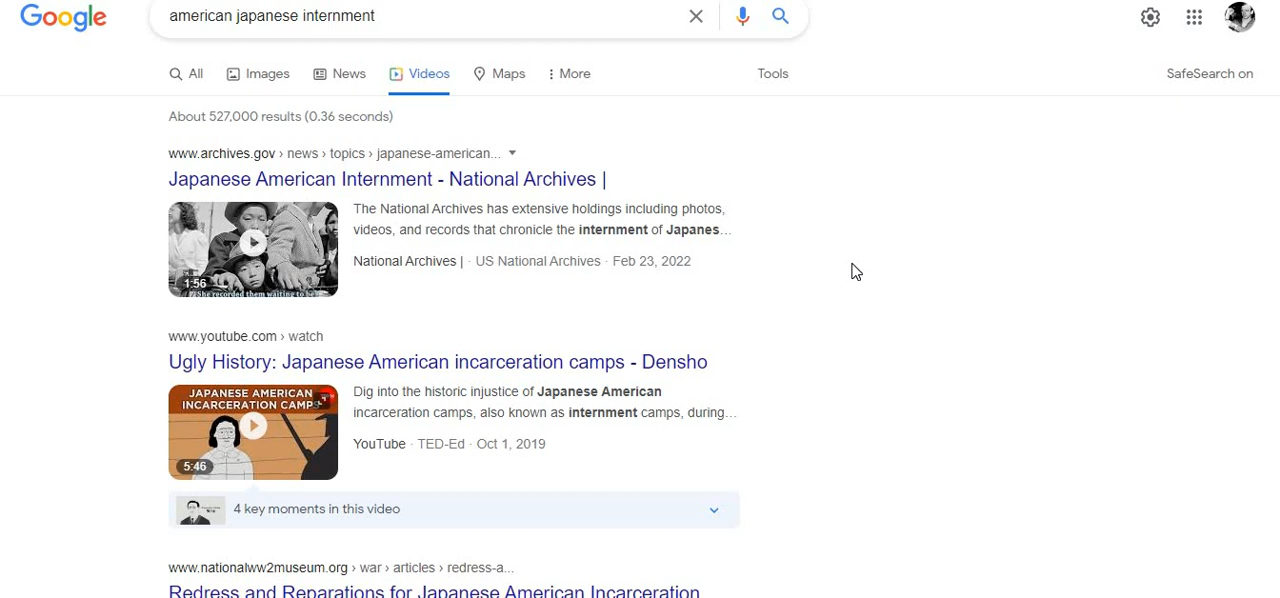 Google
american japanese internment
All
Images
News
Videos
Maps
More
Tools
SafeSearch on
About 527,000 results (0.36 seconds)
www.archives.gov › news › topics › japanese-american...
Japanese American Internment - National Archives |
The National Archives has extensive holdings including photos,
videos, and records that chronicle the internment of Japanes...
National Archives | · US National Archives · Feb 23, 2022
1:56
She recorded them waiting to be
www.youtube.com › watch
Ugly History: Japanese American incarceration camps - Densho
JAPANESE AMERICAN
INCARCERATION CAMPS
Dig into the historic injustice of Japanese American
incarceration camps, also known as internment camps, during...
YouTube · TED-Ed · Oct 1, 2019
5:46
4 key moments in this video
www.nationalww2museum.org › war › articles › redress-a...
Redress and Reparations for Japanese American Incarceration